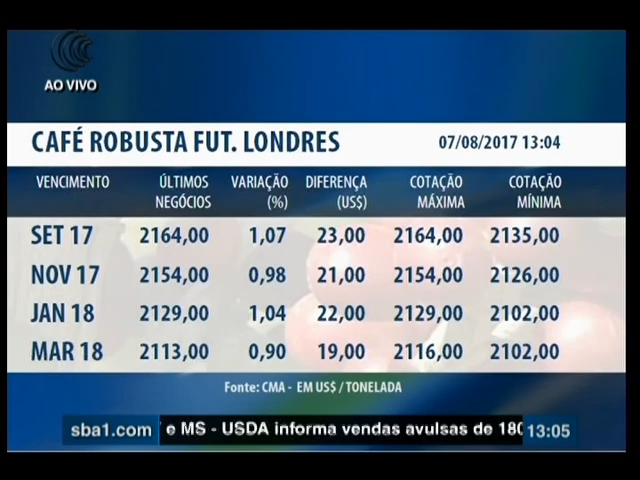 AO VIVO
CAFÉ ROBUSTA FUT. LONDRES 07/08/2017 13:04
VENCIMENTO ÚLTIMOS NEGÓCIOS VARIAÇÃO (%) DIFERENÇA (US$) COTAÇÃO MÁXIMA COTAÇÃO MÍNIMA
SET 17 2164,00 1,07 23,00 2164,00 2135,00
NOV 17 2154,00 0,98 21,00 2154,00 2126,00
JAN 18 2129,00 1,04 22,00 2129,00 2102,00
MAR 18 2113,00 0,90 19,00 2116,00 2102,00
Fonte: CMA - EM US$ / TONELADA
sba1.com e MS - USDA informa vendas avulsas de 180 13:05